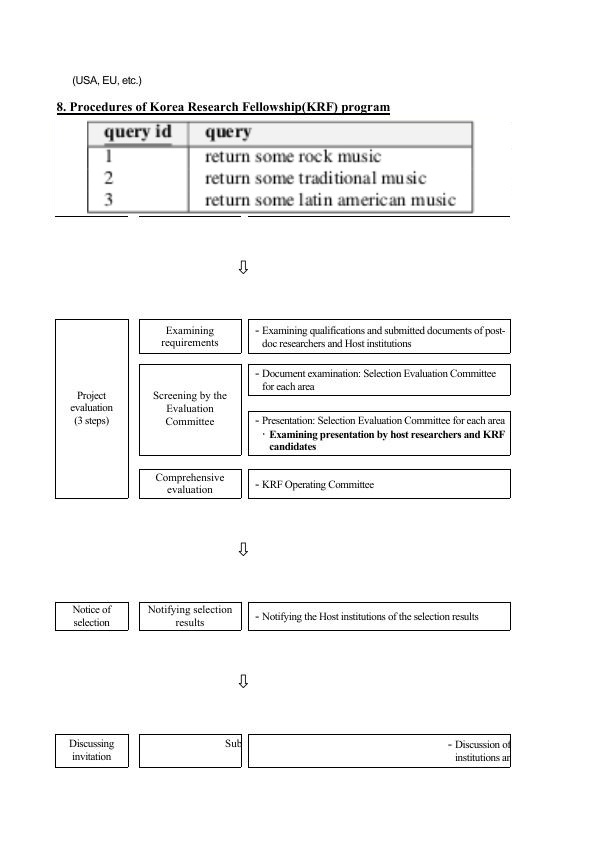 (USA, EU, etc.)
8. Procedures of Korea Research Fellowship(KRF) program
query id query
1 return some rock music
2 return some traditional music
3 return some latin american music
⇩
Project
evaluation
(3 steps)
Examining
requirements
- Examining qualifications and submitted documents of post-
doc researchers and Host institutions
Screening by the
Evaluation
Committee
- Document examination: Selection Evaluation Committee
for each area
- Presentation: Selection Evaluation Committee for each area
· Examining presentation by host researchers and KRF
candidates
Comprehensive
evaluation
- KRF Operating Committee
⇩
Notice of
selection
Notifying selection
results
- Notifying the Host institutions of the selection results
⇩
Discussing
invitation
Sub
- Discussion of
institutions